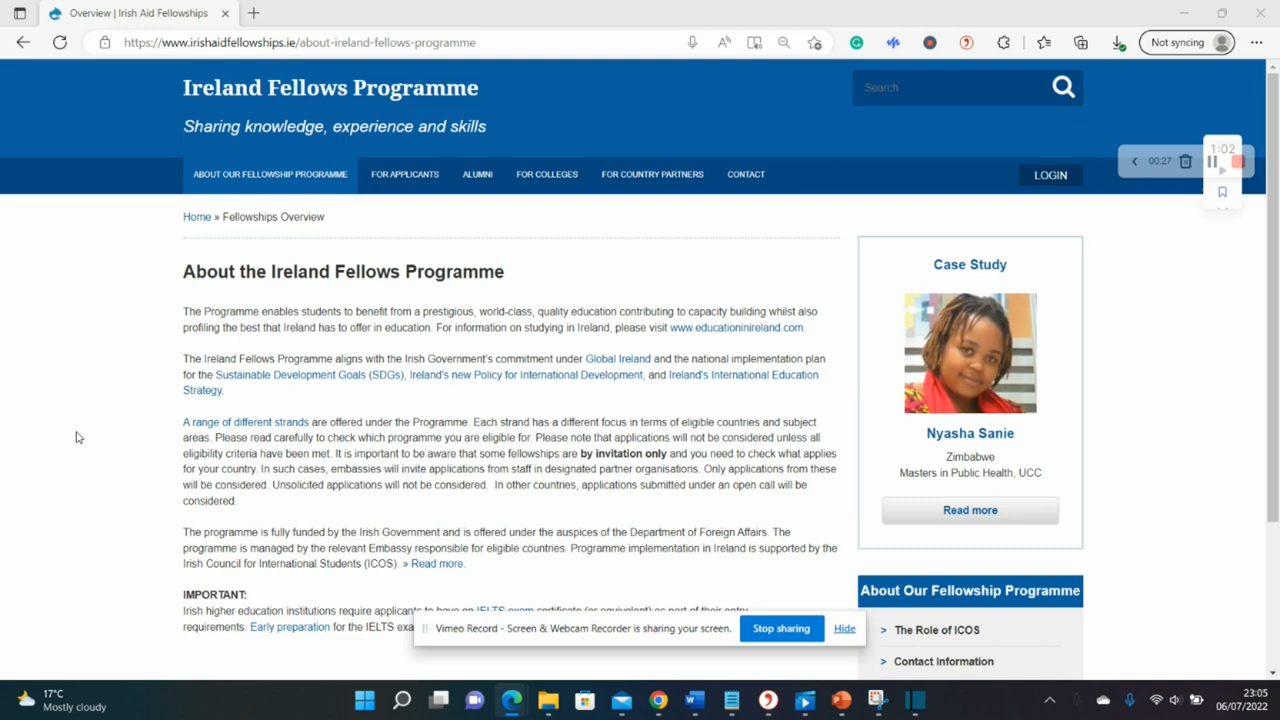 Overview | Irish Aid Fellowships
https://www.irishaidfellowships.ie/about-ireland-fellows-programme
Not syncing
Ireland Fellows Programme
Search
Sharing knowledge, experience and skills
1:02
00:27
ABOUT OUR FELLOWSHIP PROGRAMME FOR APPLICANTS ALUMNI FOR COLLEGES FOR COUNTRY PARTNERS CONTACT LOGIN
Home » Fellowships Overview
About the Ireland Fellows Programme
The Programme enables students to benefit from a prestigious, world-class, quality education contributing to capacity building whilst also
profiling the best that Ireland has to offer in education. For information on studying in Ireland, please visit www.educationinireland.com.
The Ireland Fellows Programme aligns with the Irish Government's commitment under Global Ireland and the national implementation plan
for the Sustainable Development Goals (SDGs), Ireland's new Policy for International Development, and Ireland's International Education
Strategy.
A range of different strands are offered under the Programme. Each strand has a different focus in terms of eligible countries and subject
areas. Please read carefully to check which programme you are eligible for. Please note that applications will not be considered unless all
eligibility criteria have been met. It is important to be aware that some fellowships are by invitation only and you need to check what applies
for your country. In such cases, embassies will invite applications from staff in designated partner organisations. Only applications from these
will be considered. Unsolicited applications will not be considered. In other countries, applications submitted under an open call will be
considered.
The programme is fully funded by the Irish Government and is offered under the auspices of the Department of Foreign Affairs. The
programme is managed by the relevant Embassy responsible for eligible countries. Programme implementation in Ireland is supported by the
Irish Council for International Students (ICOS). » Read more.
IMPORTANT:
Irish higher education institutions require applicants to have an IELTS exam certificate (or equivalent) as part of their entry
requirements. Early preparation for the IELTS exa
Case Study
Nyasha Sanie
Zimbabwe
Masters in Public Health, UCC
Read more
About Our Fellowship Programme
> The Role of ICOS
> Contact Information
Vimeo Record - Screen & Webcam Recorder is sharing your screen. Stop sharing Hide
17°C
Mostly cloudy
23:05
06/07/2022